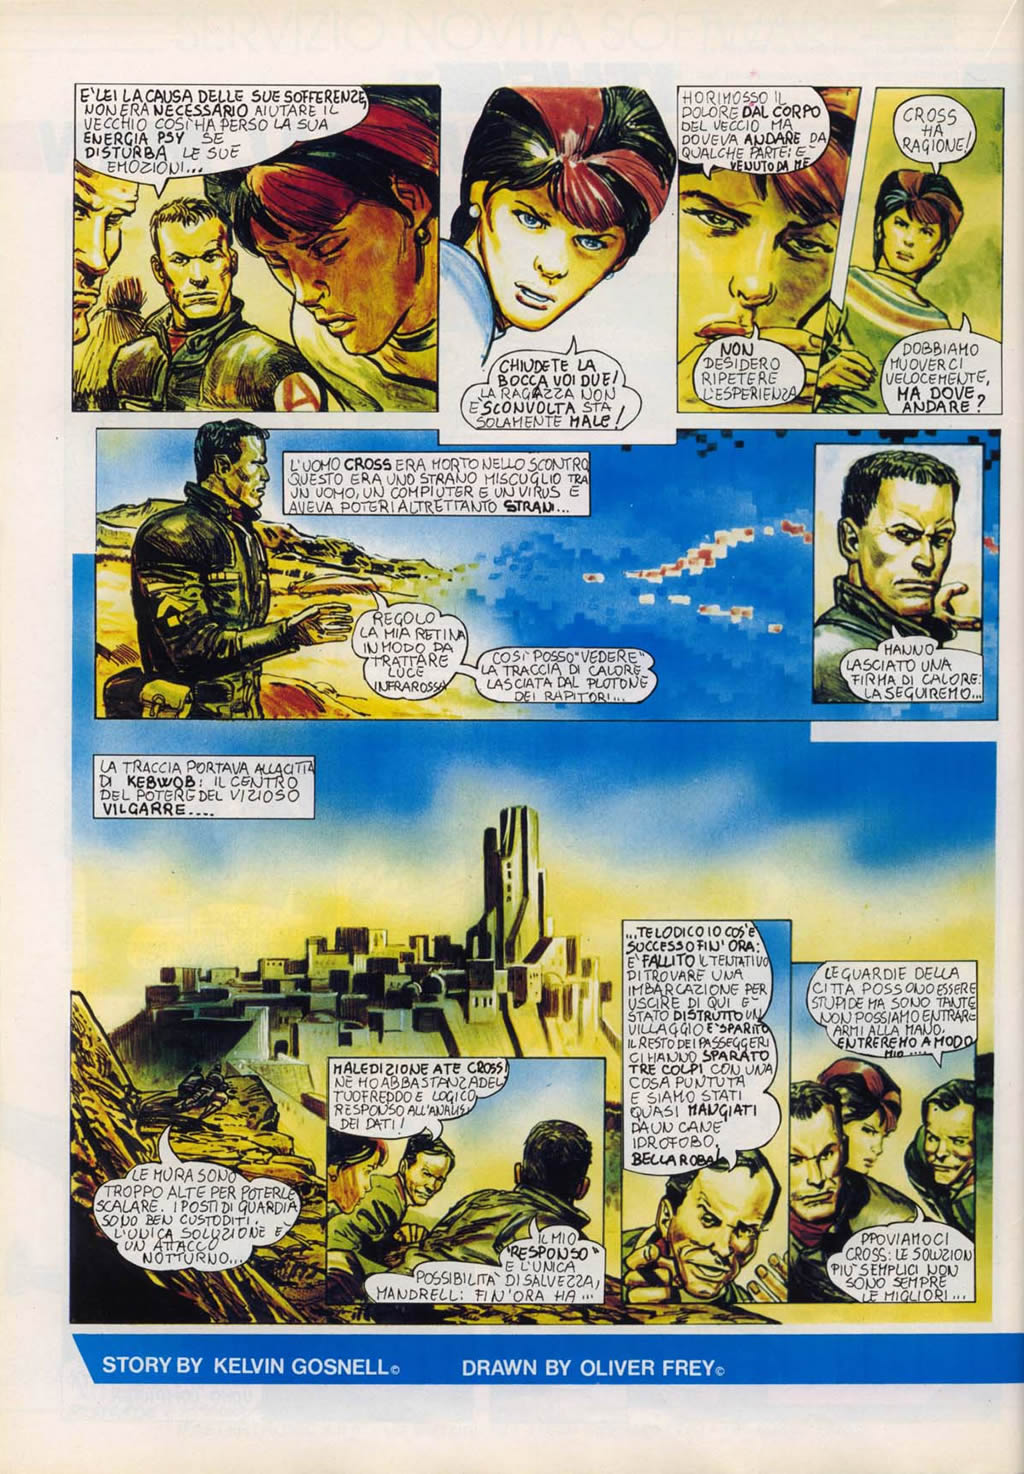 E' LEI LA CAUSA DELLE SUE SOFFERENZE,
NON ERA NECESSARIO AIUTARE IL
VECCHIO COSI' HA PERSO LA SUA
ENERGIA PSY SE
DISTURBA LE SUE
EMOZIONI...
CHIUDETE LA
BOCCA VOI DUE!
LA RAGAZZA NON
E SCONVOLTA STA
SOLAMENTE MALE!
HO RIMOSSO IL
DOLORE DAL CORPO
DEL VECCIO MA
DOVEVA ANDARE DA
QUALCHE PARTE: E'
VENUTO DA ME
NON
DESIDERO
RIPETERE
L'ESPERIENZA
CROSS
HA
RAGIONE!
DOBBIAMO
MUOVERCI
VELOCEMENTE,
MA DOVE
ANDARE?
L'UOMO CROSS ERA MORTO NELLO SCONTRO
QUESTO ERA UNO STRANO MISCUGLIO TRA
UN UOMO, UN COMPIUTER E UN VIRUS E
AVEVA POTERI ALTRETTANTO STRANI...
REGOLO
LA MIA RETINA
IN MODO DA
TRATTARE
LUCE
INFRAROSSA
COSI' POSSO "VEDERE"
LA TRACCIA DI CALORE
LASCIATA DAL PLOTONE
DEI RAPITORI...
HANNO
LASCIATO UNA
FIRMA DI CALORE:
LA SEGUIREMO...
LA TRACCIA PORTAVA ALLA CITTA
DI KEBWOB: IL CENTRO
DEL POTERE DEL VIZIOSO
VILGARRE....
LE MURA SONO
TROPPO ALTE PER POTERLE
SCALARE. I POSTI DI GUARDIA
SONO BEN CUSTODITI.
L'UNICA SOLUZIONE E'
UN ATTACCO
NOTTURNO...
MALEDIZIONE A TE CROSS!
NE HO ABBASTANZA DEL
TUO FREDDO E LOGICO
RESPONSO ALL'ANALISI
DEI DATI!
IL MIO
"RESPONSO"
E L'UNICA
POSSIBILITA' DI SALVEZZA,
MANDRELL: FIN'ORA HA...
...TE LO DICO IO COS'E'
SUCCESSO FIN'ORA:
E' FALLITO IL TENTATIVO
DI TROVARE UNA
IMBARCAZIONE PER
USCIRE DI QUI E'
STATO DISTRUTTO UN
VILLAGGIO E' SPARITO
IL RESTO DEI PASSEGGERI
CI HANNO SPARATO
TRE COLPI CON UNA
COSA PUNTUTA
E SIAMO STATI
QUASI MANGIATI
DA UN CANE
IDROFOBO.
BELLA ROBA!
LE GUARDIE DELLA
CITTA POSSONO ESSERE
STUPIDE MA SONO TANTE
NON POSSIAMO ENTRARE
ARMI ALLA MANO.
ENTREREMO A MODO
MIO....
PROVIAMOCI
CROSS: LE SOLUZIONI
PIU' SEMPLICI NON
SONO SEMPRE
LE MIGLIORI...
STORY BY KELVIN GOSNELL© DRAWN BY OLIVER FREY©